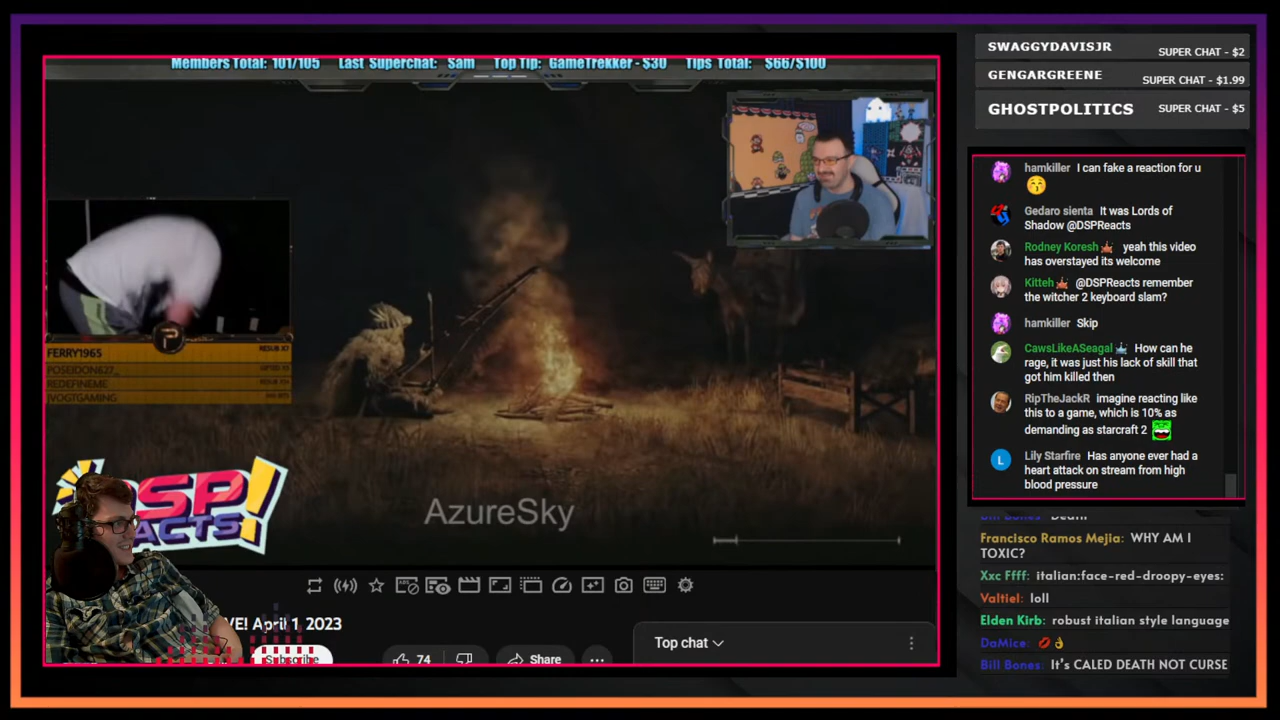 Members Total: 101/105 Last Superchat: Sam Top Tip: GameTrekker - $30 Tips Total: $66/$100
SWAGGYDAVISJR SUPER CHAT - $2
GENGARGREENE SUPER CHAT - $1.99
GHOSTPOLITICS SUPER CHAT - $5
hamkiller I can fake a reaction for u
Gedaro sienta It was Lords of
Shadow @DSPReacts
Rodney Koresh yeah this video
has overstayed its welcome
Kitteh @DSPReacts remember
the witcher 2 keyboard slam?
hamkiller Skip
CawsLikeASeagal How can he
rage, it was just his lack of skill that
got him killed then
RipTheJackR imagine reacting like
this to a game, which is 10% as
demanding as starcraft 2
L
Lily Starfire Has anyone ever had a
heart attack on stream from high
blood pressure
Francisco Ramos Mejia: WHY AM I
TOXIC?
Xxc Ffff: italian:face-red-droopy-eyes:
Valtiel: loll
Elden Kirb: robust italian style language
DaMice:
Bill Bones: It's CALED DEATH NOT CURSE
FERRY1965
POSEIDON627_
REDEFINEME
JVOGTGAMING
DSP
ACTS!
AzureSky
VE! April 1, 2023
Subscribe
74
Share
Top chat